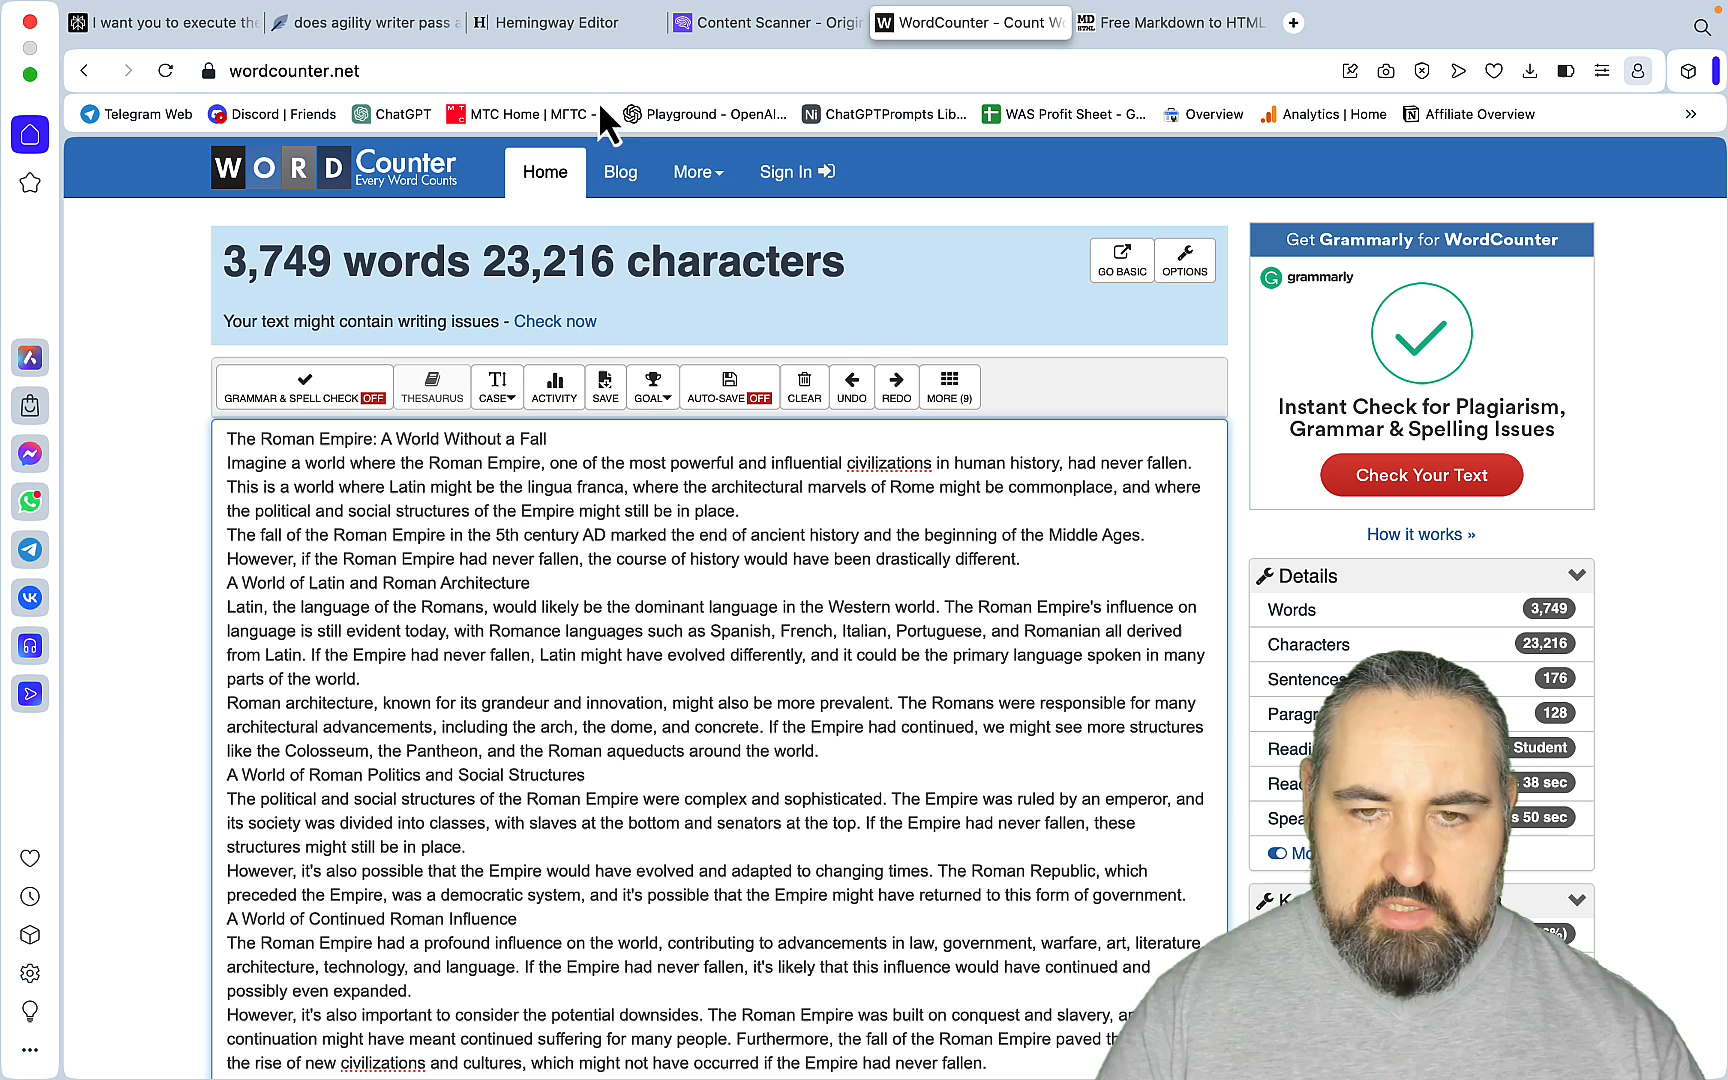 I want you to execute the
does agility writer pass a
Hemingway Editor
Content Scanner - Origin
WordCounter - Count Wo
Free Markdown to HTML
wordcounter.net
Telegram Web
Discord | Friends
ChatGPT
MTC Home | МГТС -
Playground - OpenAI...
ChatGPTPrompts Lib...
WAS Profit Sheet - G...
Overview
Analytics | Home
Affiliate Overview
WORD Counter
Every Word Counts
Home
Blog
More
Sign In
3,749 words 23,216 characters
GO BASIC
OPTIONS
Your text might contain writing issues - Check now
GRAMMAR & SPELL CHECK OFF
THESAURUS
CASE
ACTIVITY
SAVE
GOAL
AUTO-SAVE OFF
CLEAR
UNDO
REDO
MORE (9)
The Roman Empire: A World Without a Fall
Imagine a world where the Roman Empire, one of the most powerful and influential civilizations in human history, had never fallen.
This is a world where Latin might be the lingua franca, where the architectural marvels of Rome might be commonplace, and where
the political and social structures of the Empire might still be in place.
The fall of the Roman Empire in the 5th century AD marked the end of ancient history and the beginning of the Middle Ages.
However, if the Roman Empire had never fallen, the course of history would have been drastically different.
A World of Latin and Roman Architecture
Latin, the language of the Romans, would likely be the dominant language in the Western world. The Roman Empire's influence on
language is still evident today, with Romance languages such as Spanish, French, Italian, Portuguese, and Romanian all derived
from Latin. If the Empire had never fallen, Latin might have evolved differently, and it could be the primary language spoken in many
parts of the world.
Roman architecture, known for its grandeur and innovation, might also be more prevalent. The Romans were responsible for many
architectural advancements, including the arch, the dome, and concrete. If the Empire had continued, we might see more structures
like the Colosseum, the Pantheon, and the Roman aqueducts around the world.
A World of Roman Politics and Social Structures
The political and social structures of the Roman Empire were complex and sophisticated. The Empire was ruled by an emperor, and
its society was divided into classes, with slaves at the bottom and senators at the top. If the Empire had never fallen, these
structures might still be in place.
However, it's also possible that the Empire would have evolved and adapted to changing times. The Roman Republic, which
preceded the Empire, was a democratic system, and it's possible that the Empire might have returned to this form of government.
A World of Continued Roman Influence
The Roman Empire had a profound influence on the world, contributing to advancements in law, government, warfare, art, literature
architecture, technology, and language. If the Empire had never fallen, it's likely that this influence would have continued and
possibly even expanded.
However, it's also important to consider the potential downsides. The Roman Empire was built on conquest and slavery,
continuation might have meant continued suffering for many people. Furthermore, the fall of the Roman Empire paved
the rise of new civilizations and cultures, which might not have occurred if the Empire had never fallen.
Get Grammarly for WordCounter
grammarly
Instant Check for Plagiarism,
Grammar & Spelling Issues
Check Your Text
How it works »
Details
Words 3,749
Characters 23,216
Sentences 176
Paragr 128
Readi Student
Rea 38 sec
Spea s 50 sec
Mo
K
%)